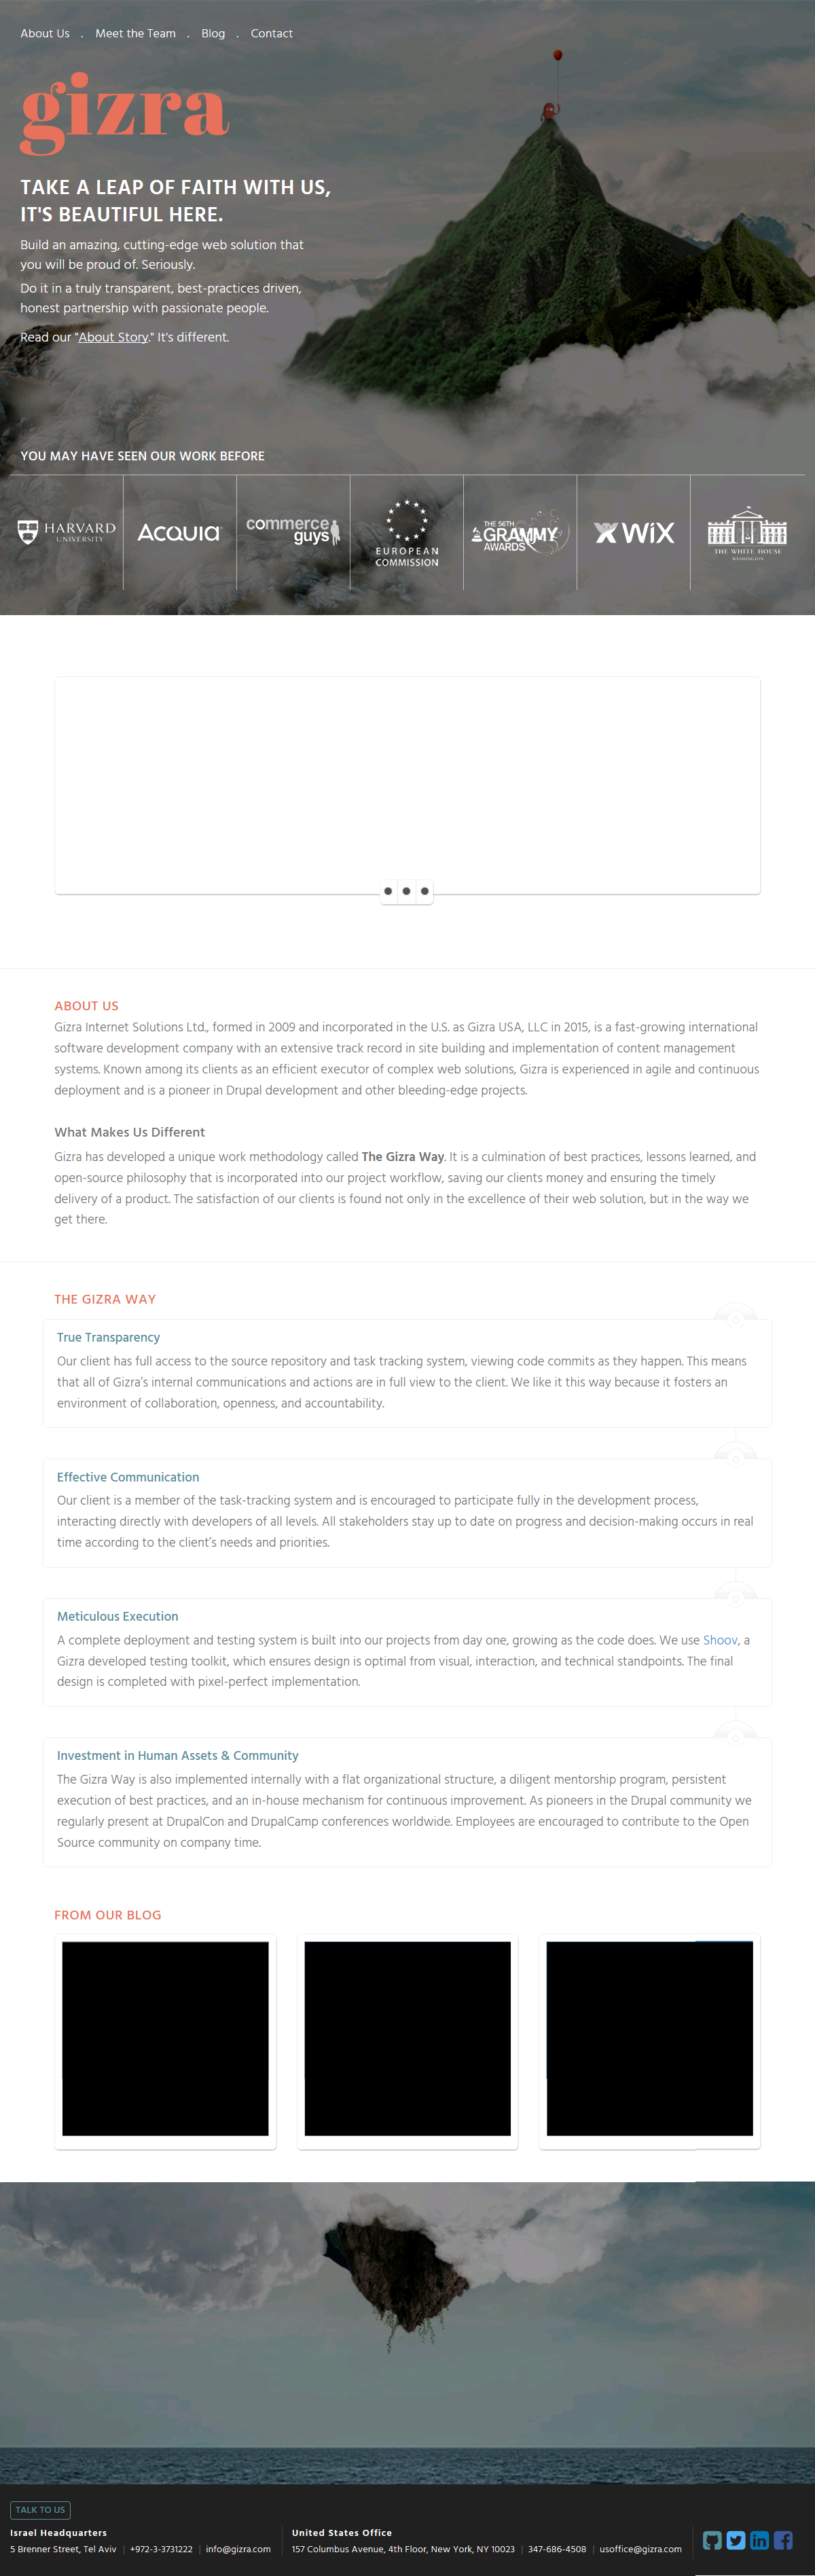 About Us . Meet the Team . Blog . Contact
gizra
TAKE A LEAP OF FAITH WITH US,
IT'S BEAUTIFUL HERE.
Build an amazing, cutting-edge web solution that
you will be proud of. Seriously.
Do it in a truly transparent, best-practices driven,
honest partnership with passionate people.
Read our "About Story." It's different.
YOU MAY HAVE SEEN OUR WORK BEFORE
HARVARD
UNIVERSITY
ACQUIA
commerce
guys
EUROPEAN
COMMISSION
THE 56TH
GRAMMY
AWARDS
WiX
THE WHITE HOUSE
WASHINGTON
ABOUT US
Gizra Internet Solutions Ltd., formed in 2009 and incorporated in the U.S. as Gizra USA, LLC in 2015, is a fast-growing international
software development company with an extensive track record in site building and implementation of content management
systems. Known among its clients as an efficient executor of complex web solutions, Gizra is experienced in agile and continuous
deployment and is a pioneer in Drupal development and other bleeding-edge projects.
What Makes Us Different
Gizra has developed a unique work methodology called The Gizra Way. It is a culmination of best practices, lessons learned, and
open-source philosophy that is incorporated into our project workflow, saving our clients money and ensuring the timely
delivery of a product. The satisfaction of our clients is found not only in the excellence of their web solution, but in the way we
get there.
THE GIZRA WAY
True Transparency
Our client has full access to the source repository and task tracking system, viewing code commits as they happen. This means
that all of Gizra’s internal communications and actions are in full view to the client. We like it this way because it fosters an
environment of collaboration, openness, and accountability.
Effective Communication
Our client is a member of the task-tracking system and is encouraged to participate fully in the development process,
interacting directly with developers of all levels. All stakeholders stay up to date on progress and decision-making occurs in real
time according to the client’s needs and priorities.
Meticulous Execution
A complete deployment and testing system is built into our projects from day one, growing as the code does. We use Shoov, a
Gizra developed testing toolkit, which ensures design is optimal from visual, interaction, and technical standpoints. The final
design is completed with pixel-perfect implementation.
Investment in Human Assets & Community
The Gizra Way is also implemented internally with a flat organizational structure, a diligent mentorship program, persistent
execution of best practices, and an in-house mechanism for continuous improvement. As pioneers in the Drupal community we
regularly present at DrupalCon and DrupalCamp conferences worldwide. Employees are encouraged to contribute to the Open
Source community on company time.
FROM OUR BLOG
TALK TO US
Israel Headquarters
5 Brenner Street, Tel Aviv | +972-3-3731222 | info@gizra.com
United States Office
157 Columbus Avenue, 4th Floor, New York, NY 10023 | 347-686-4508 | usoffice@gizra.com